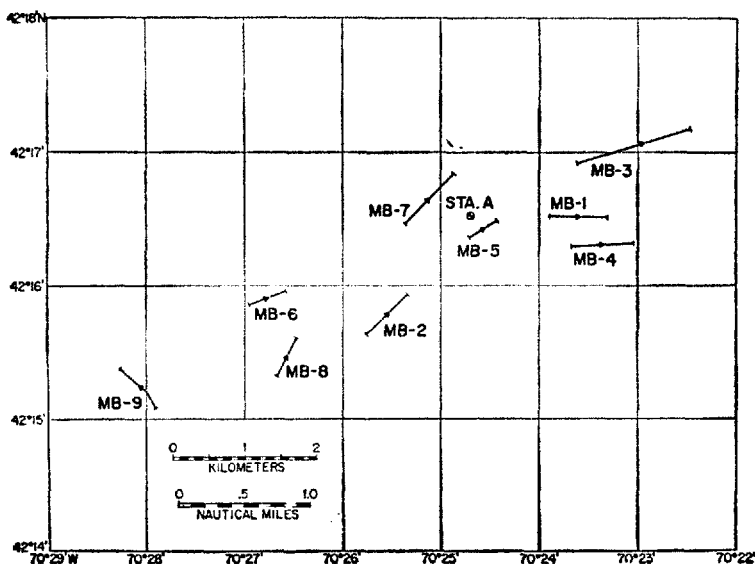 42°18'N
42°17'
MB-3
STA. A
MB-1
MB-7
MB-5
MB-4
42°16'
MB-6
MB-2
MB-8
MB-9
42°15'
0 1 2
KILOMETERS
0 .5 1.0
NAUTICAL MILES
42°14'
70°29'W 70°28' 70°27' 70°26' 70°25' 70°24' 70°23' 70°22'